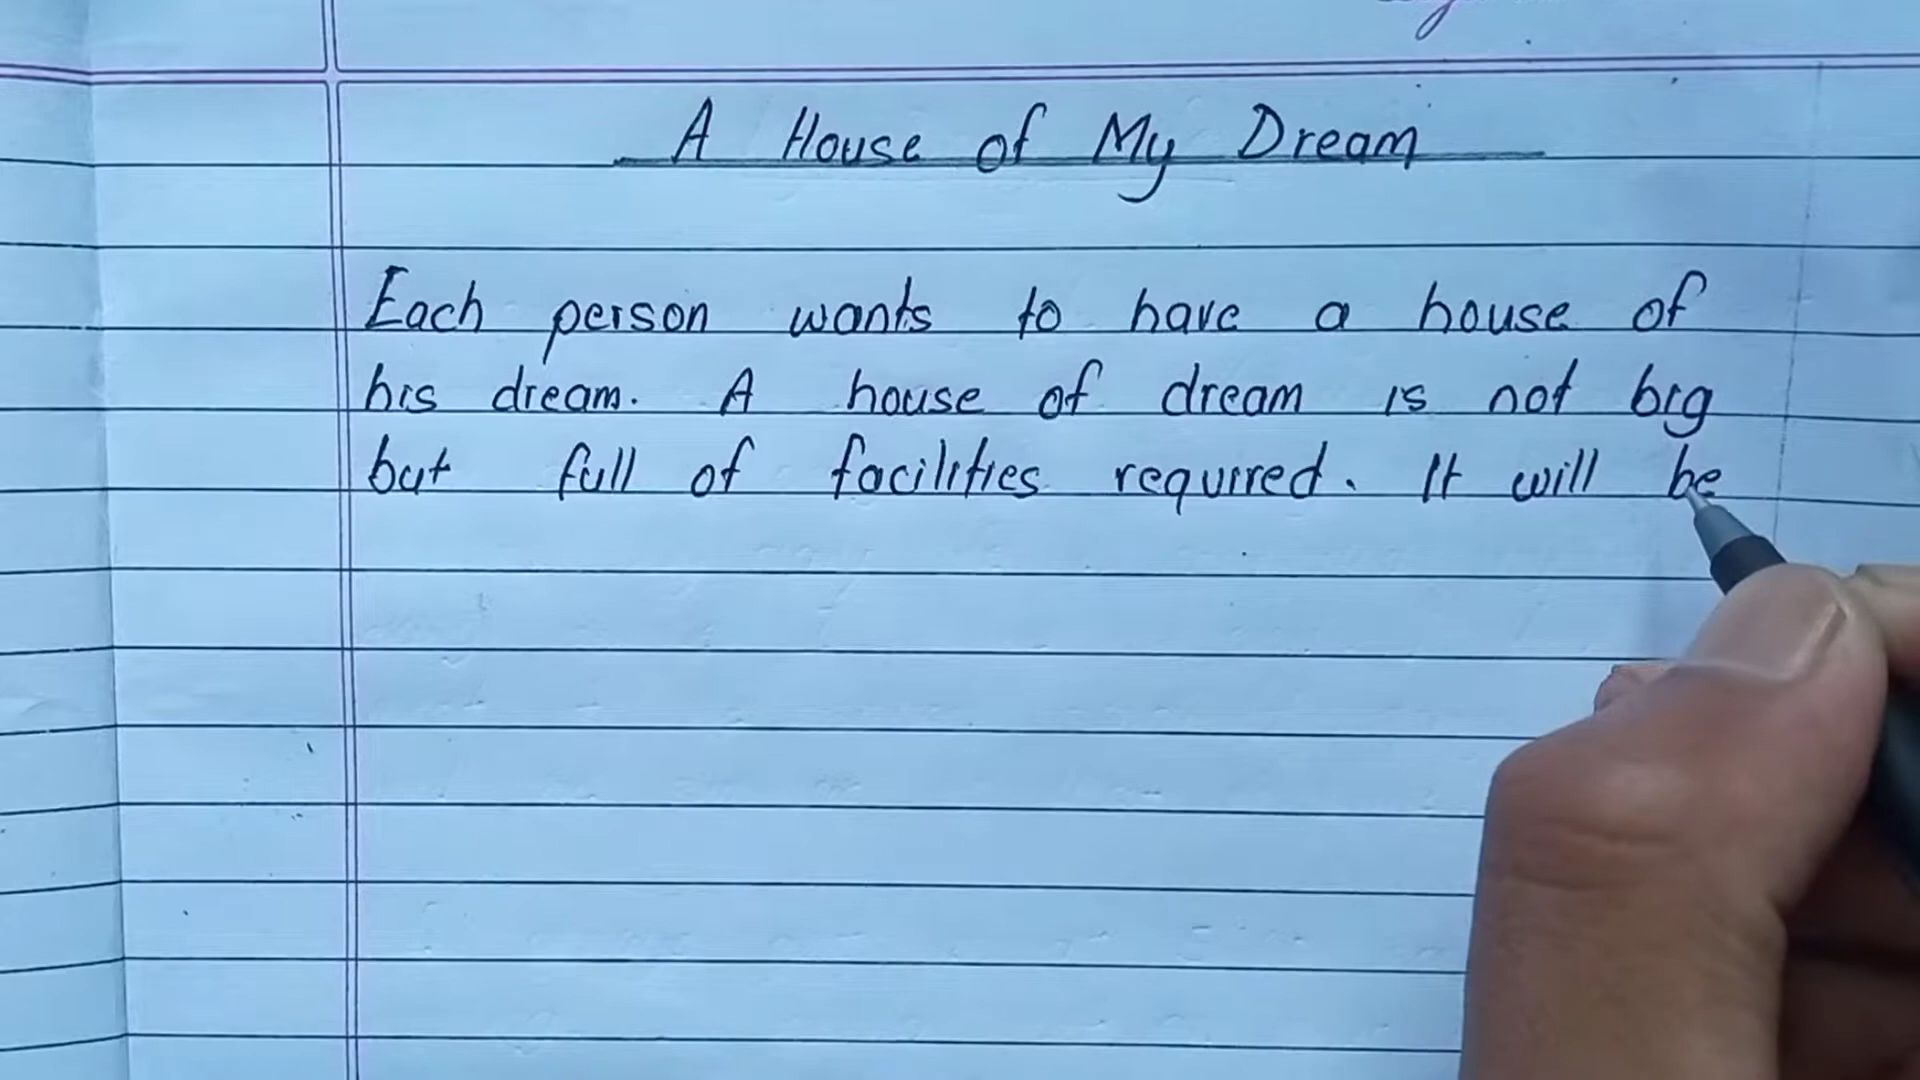 A House of My Dream
Each person wants to have a house of
his dream. A house of dream is not big
but full of facilities required. It will be